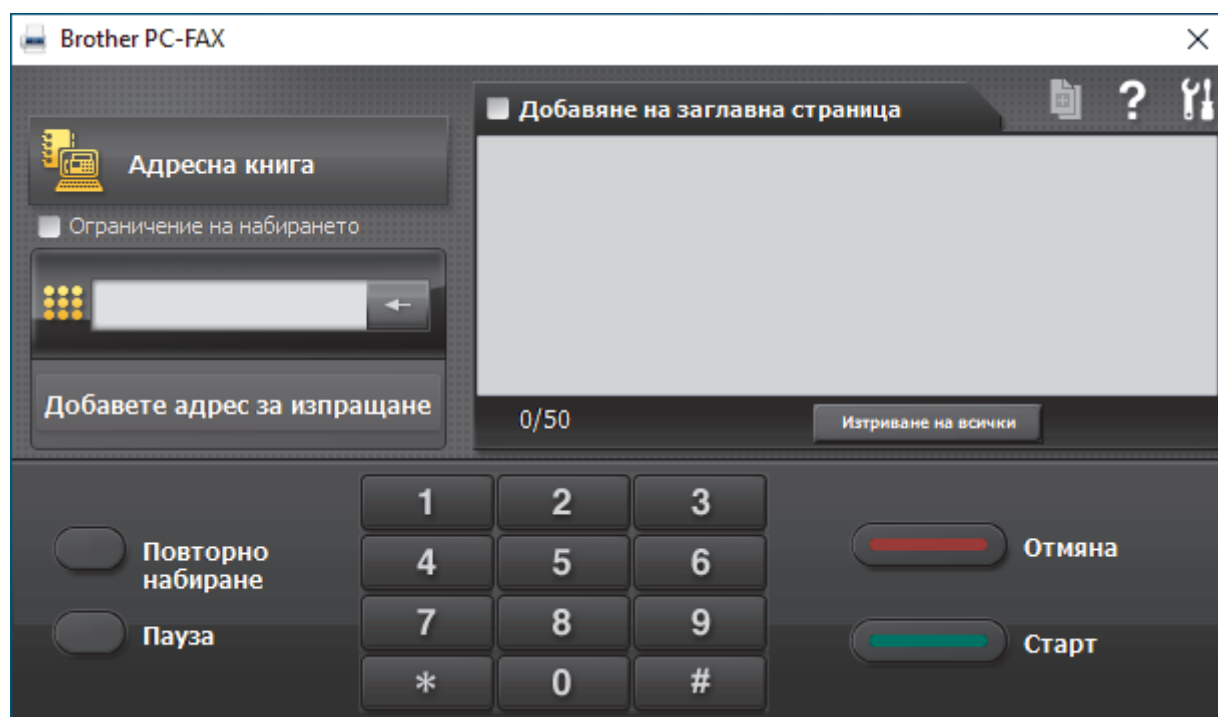 Brother PC-FAX
Добавяне на заглавна страница
?
Адресна книга
Ограничение на набирането
Добавете адрес за изпращане
0/50
Изтриване на всички
1 2 3
4 5 6
7 8 9
* 0 #
Повторно
набиране
Пауза
Отмяна
Старт